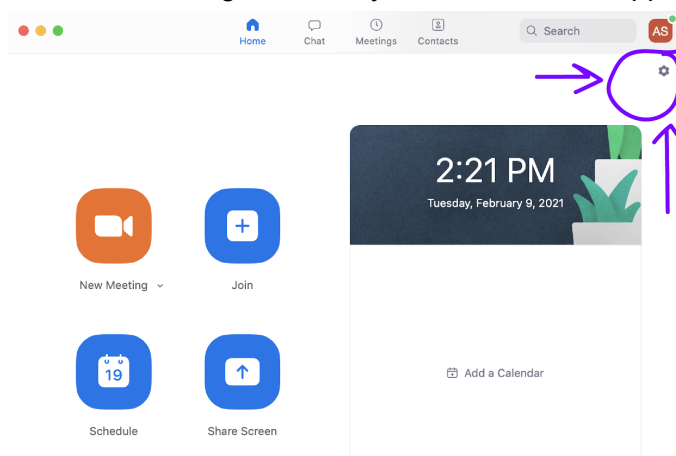 Home
Chat
Meetings
Contacts
Search
AS
2:21 PM
Tuesday, February 9, 2021
New Meeting
Join
19
Add a Calendar
Schedule
Share Screen